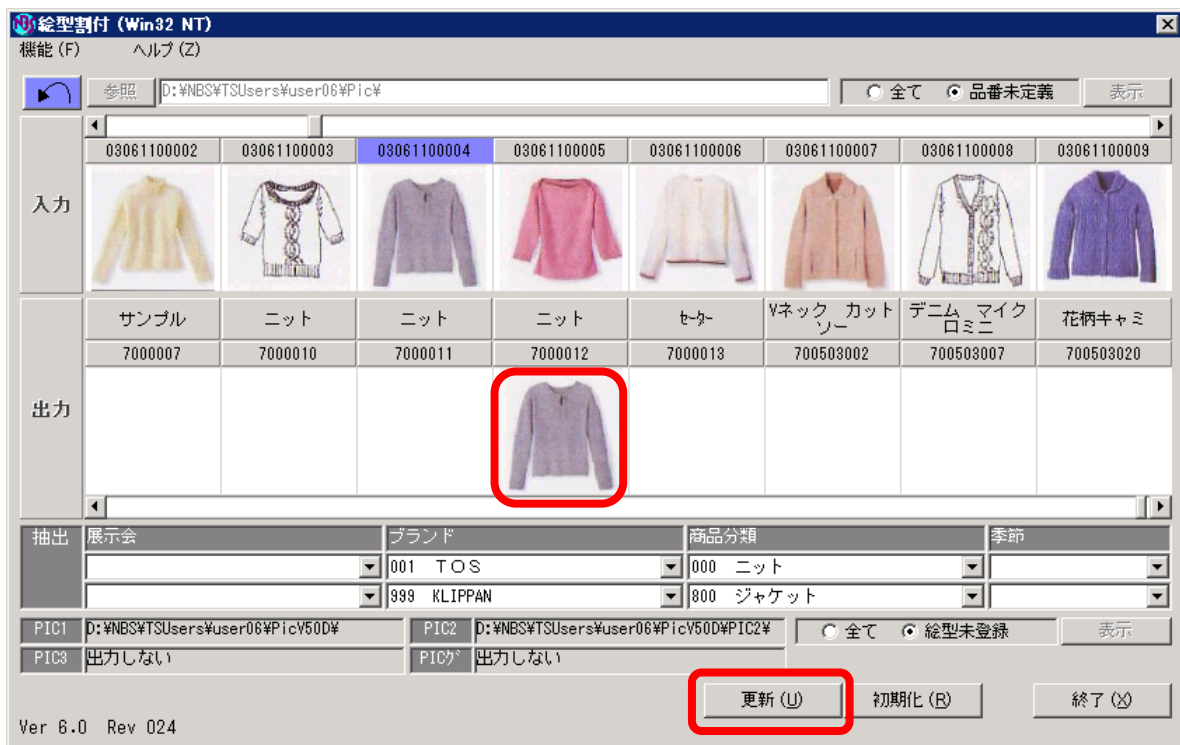 NBS 絵型割付 (Win32 NT)
機能(F) ヘルプ(Z)
参照 D:¥NBS¥TSUsers¥user06¥Pic¥ 全て 品番未定義 表示
03061100002 03061100003 03061100004 03061100005 03061100006 03061100007 03061100008 03061100009
入力
サンプル ニット ニット ニット セーター Vネック カットソー デニム マイクロミニ 花柄キャミ
7000007 7000010 7000011 7000012 7000013 700503002 700503007 700503020
出力
抽出 展示会 ブランド 商品分類 季節
001 TOS 000 ニット
999 KLIPPAN 800 ジャケット
PIC1 D:¥NBS¥TSUsers¥user06¥PicV50D¥ PIC2 D:¥NBS¥TSUsers¥user06¥PicV50D¥PIC2¥ 全て 絵型未登録 表示
PIC3 出力しない PICグ 出力しない
更新(U) 初期化(R) 終了(X)
Ver 6.0 Rev 024